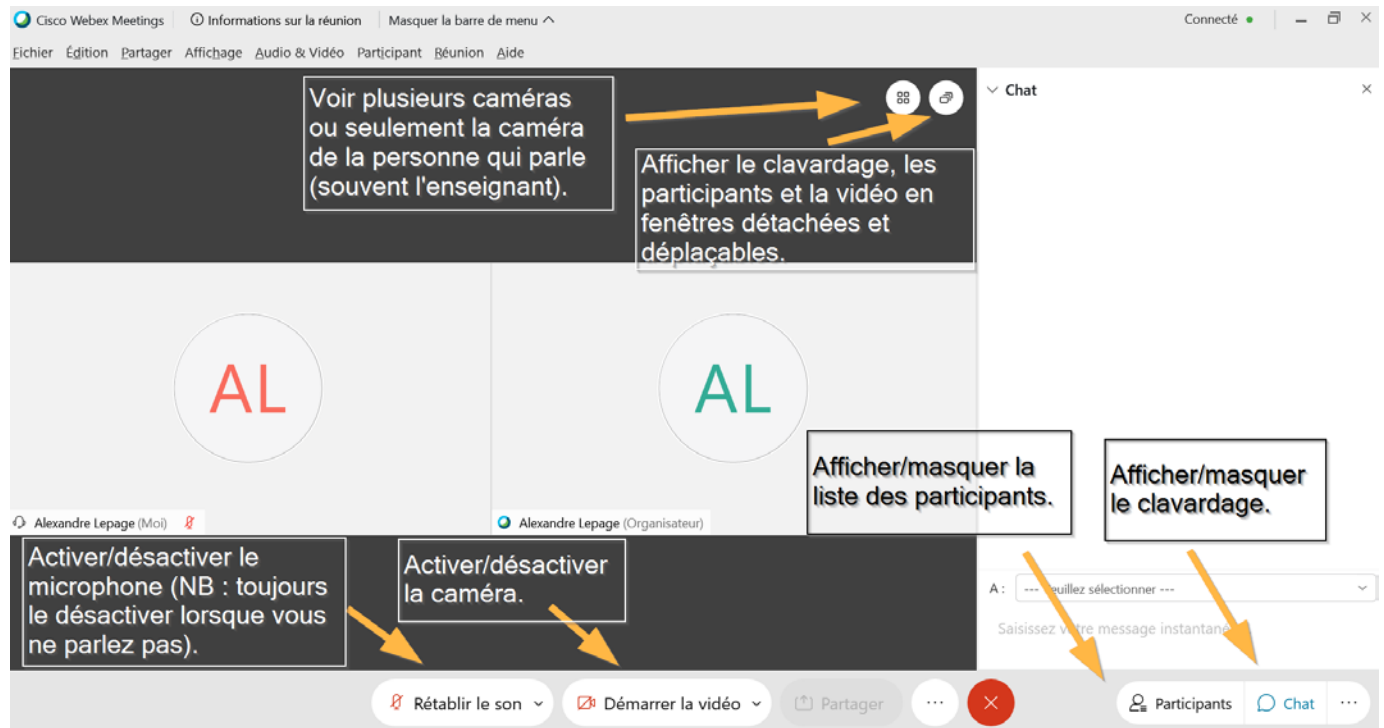 Cisco Webex Meetings
Informations sur la réunion
Masquer la barre de menu
Connecté
Fichier Édition Partager Affichage Audio & Vidéo Participant Réunion Aide
Voir plusieurs caméras
ou seulement la caméra
de la personne qui parle
(souvent l'enseignant).
Afficher le clavardage, les
participants et la vidéo en
fenêtres détachées et
déplaçables.
Chat
AL
AL
Alexandre Lepage (Moi)
Alexandre Lepage (Organisateur)
Afficher/masquer la
liste des participants.
Afficher/masquer
le clavardage.
Activer/désactiver le
microphone (NB : toujours
le désactiver lorsque vous
ne parlez pas).
Activer/désactiver
la caméra.
A : --- Veuillez sélectionner ---
Saisissez votre message instantané
Rétablir le son
Démarrer la vidéo
Partager
Participants
Chat